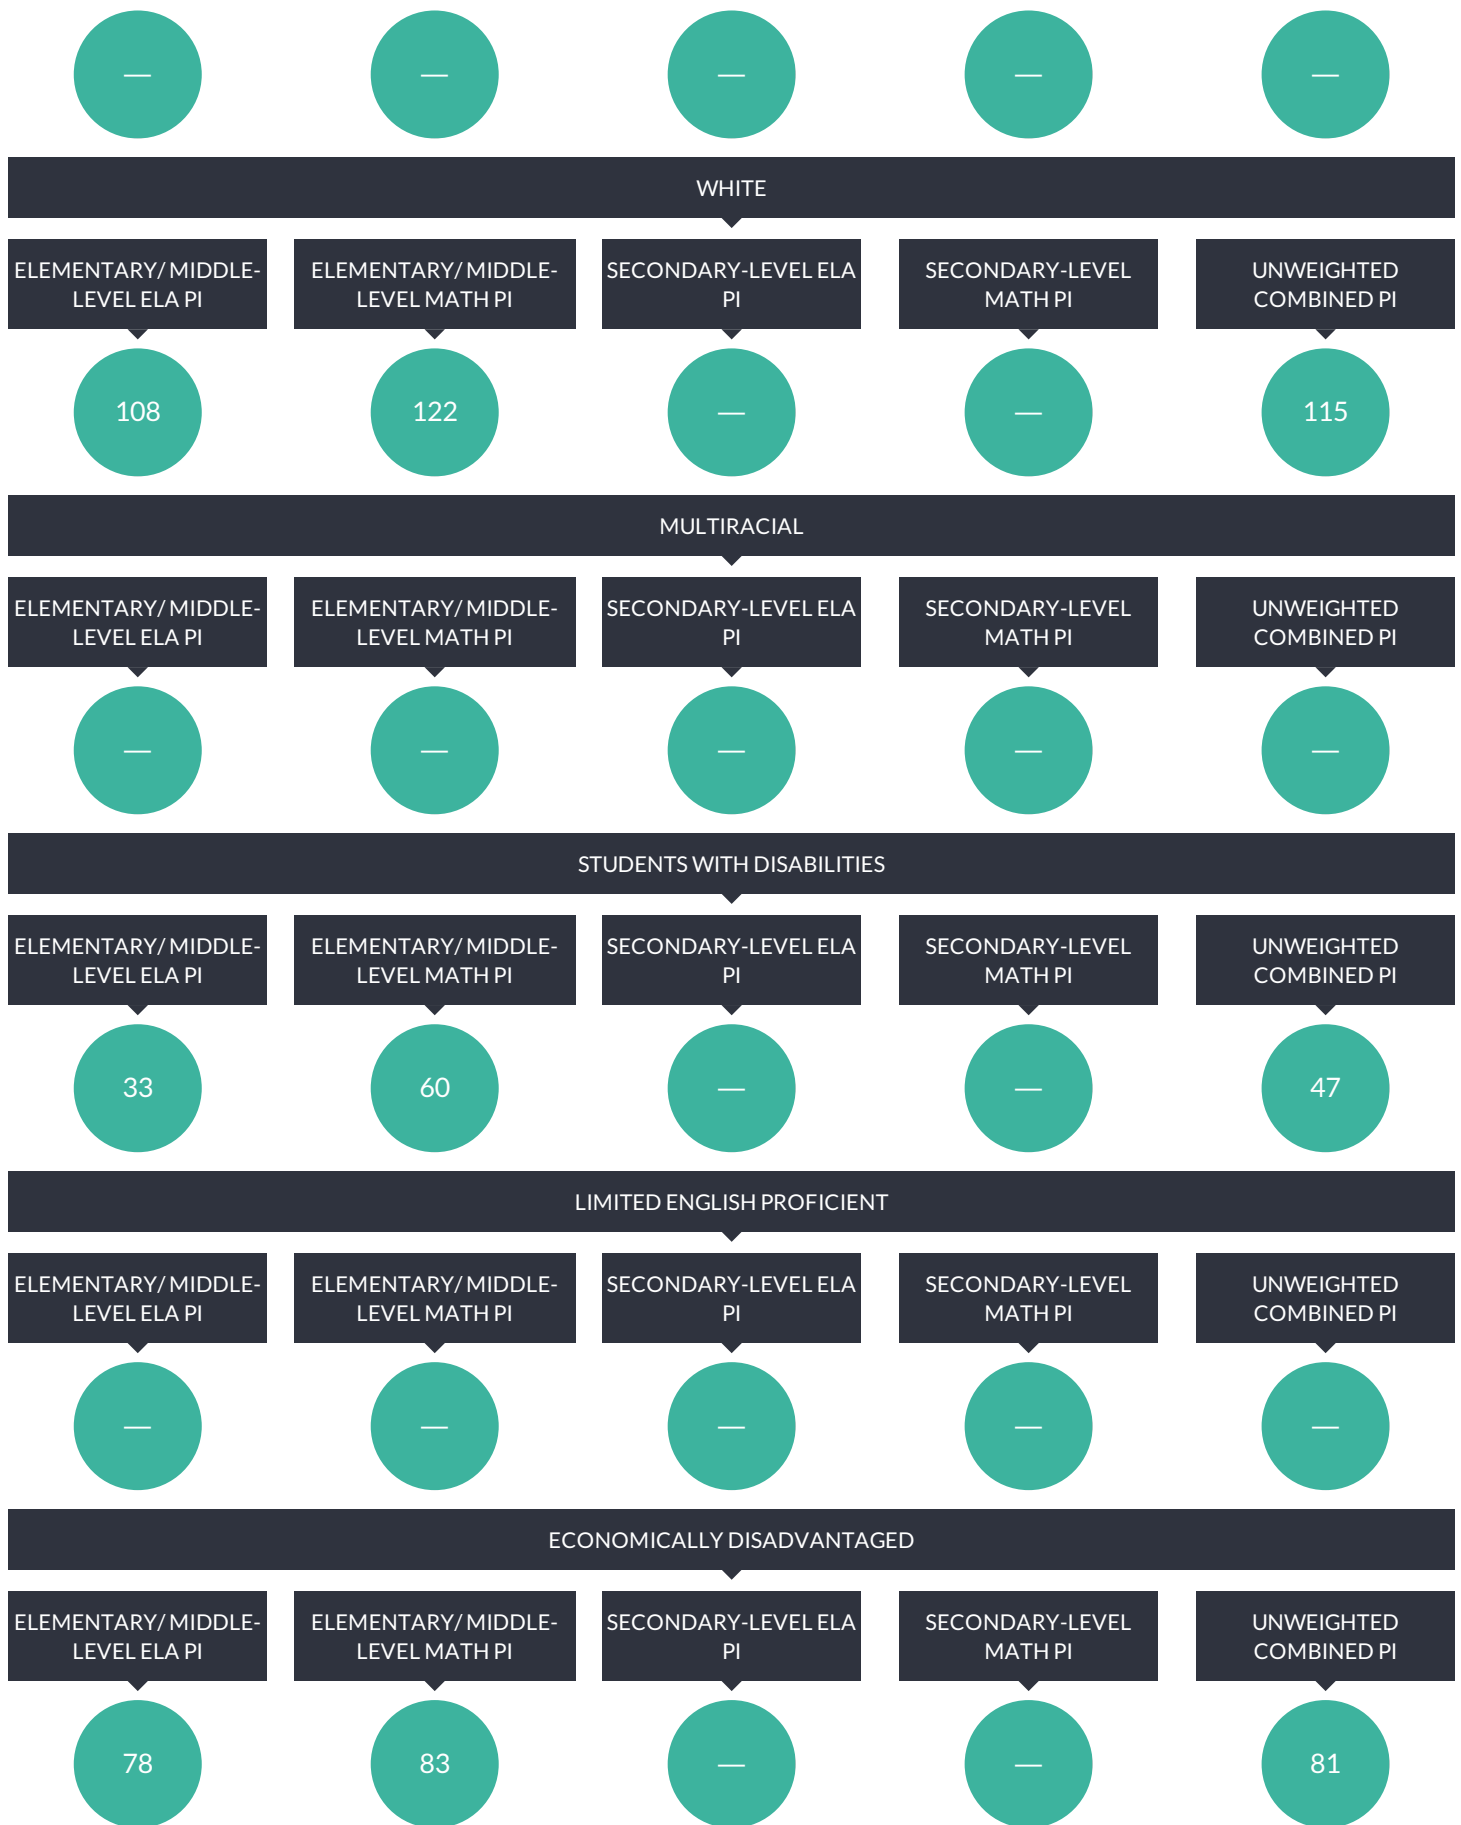 — — — — —
WHITE
ELEMENTARY/ MIDDLE- ELEMENTARY/ MIDDLE- SECONDARY-LEVEL ELA SECONDARY-LEVEL UNWEIGHTED
LEVEL ELA PI LEVEL MATH PI PI MATH PI COMBINED PI
108 122 — — 115
MULTIRACIAL
ELEMENTARY/ MIDDLE- ELEMENTARY/ MIDDLE- SECONDARY-LEVEL ELA SECONDARY-LEVEL UNWEIGHTED
LEVEL ELA PI LEVEL MATH PI PI MATH PI COMBINED PI
— — — — —
STUDENTS WITH DISABILITIES
ELEMENTARY/ MIDDLE- ELEMENTARY/ MIDDLE- SECONDARY-LEVEL ELA SECONDARY-LEVEL UNWEIGHTED
LEVEL ELA PI LEVEL MATH PI PI MATH PI COMBINED PI
33 60 — — 47
LIMITED ENGLISH PROFICIENT
ELEMENTARY/ MIDDLE- ELEMENTARY/ MIDDLE- SECONDARY-LEVEL ELA SECONDARY-LEVEL UNWEIGHTED
LEVEL ELA PI LEVEL MATH PI PI MATH PI COMBINED PI
— — — — —
ECONOMICALLY DISADVANTAGED
ELEMENTARY/ MIDDLE- ELEMENTARY/ MIDDLE- SECONDARY-LEVEL ELA SECONDARY-LEVEL UNWEIGHTED
LEVEL ELA PI LEVEL MATH PI PI MATH PI COMBINED PI
78 83 — — 81